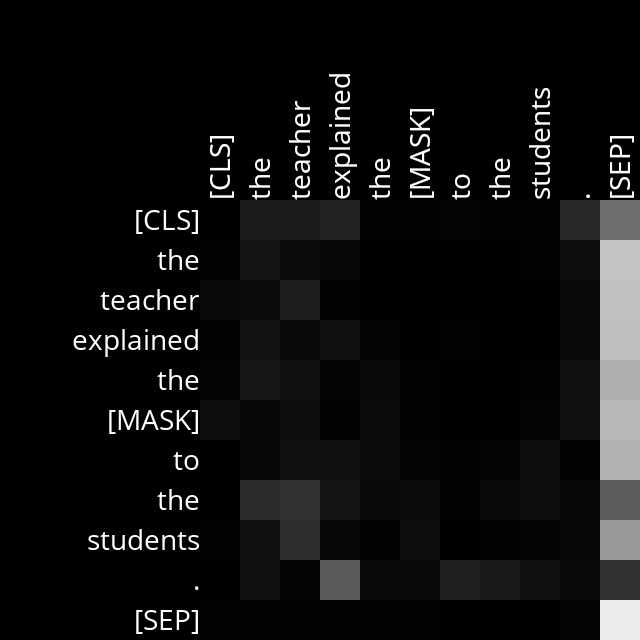 [CLS]
the
teacher
explained
the
[MASK]
to
the
students
.
[SEP]
[CLS]
the
teacher
explained
the
[MASK]
to
the
students
.
[SEP]